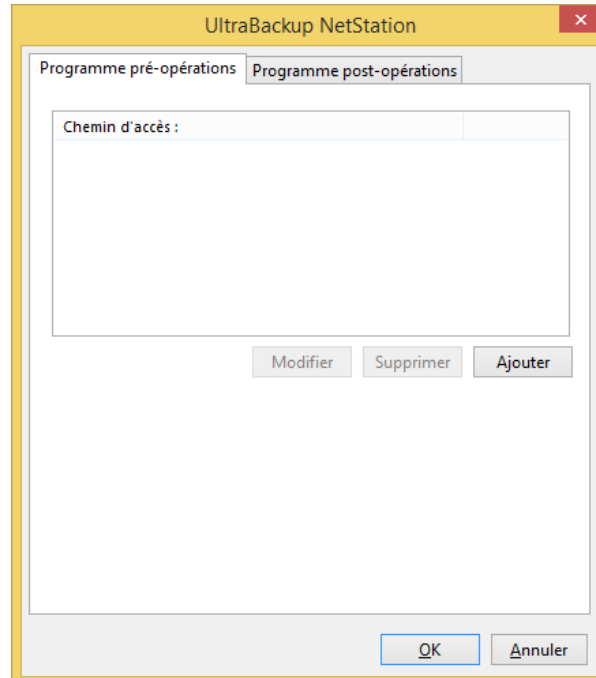 UltraBackup NetStation
Programme pré-opérations Programme post-opérations
Chemin d'accès :
Modifier Supprimer Ajouter
OK Annuler